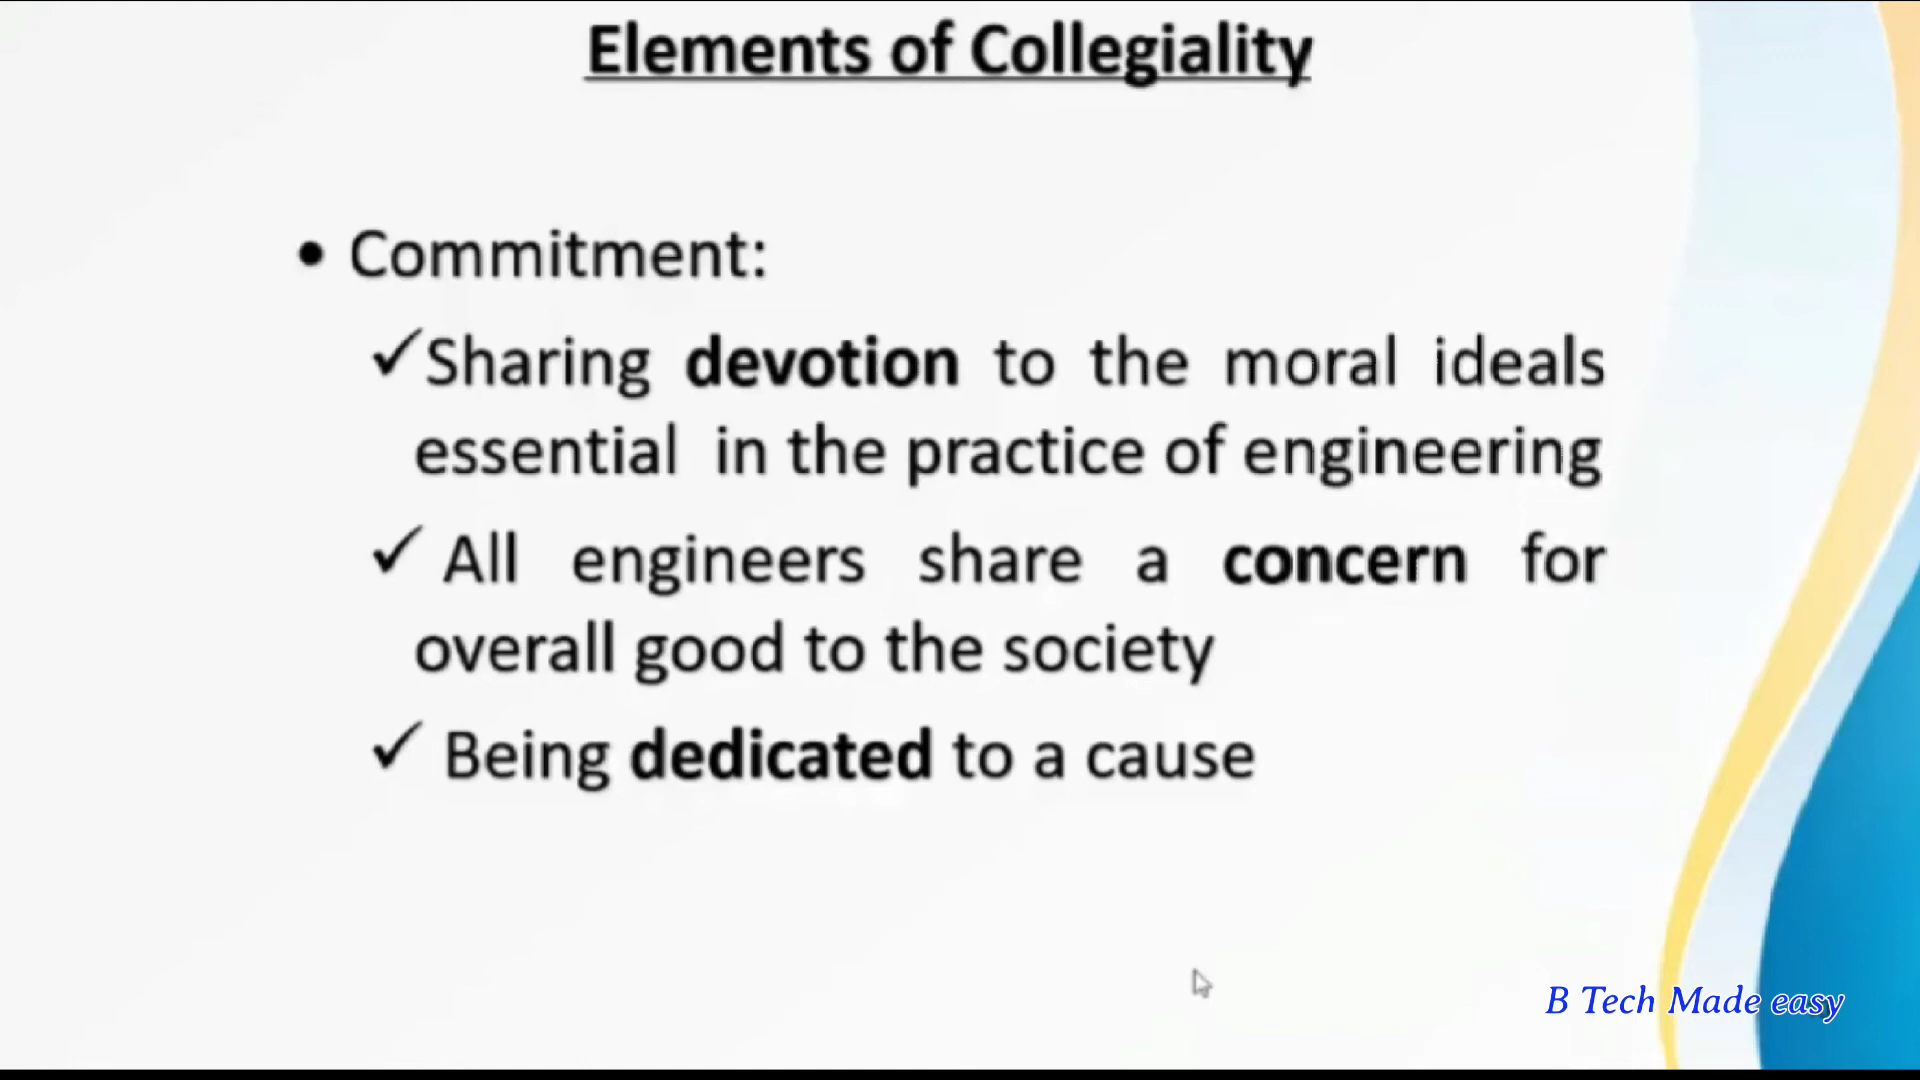 Elements of Collegiality
• Commitment:
✓Sharing devotion to the moral ideals
essential in the practice of engineering
✓ All engineers share a concern for
overall good to the society
✓ Being dedicated to a cause
B Tech Made easy